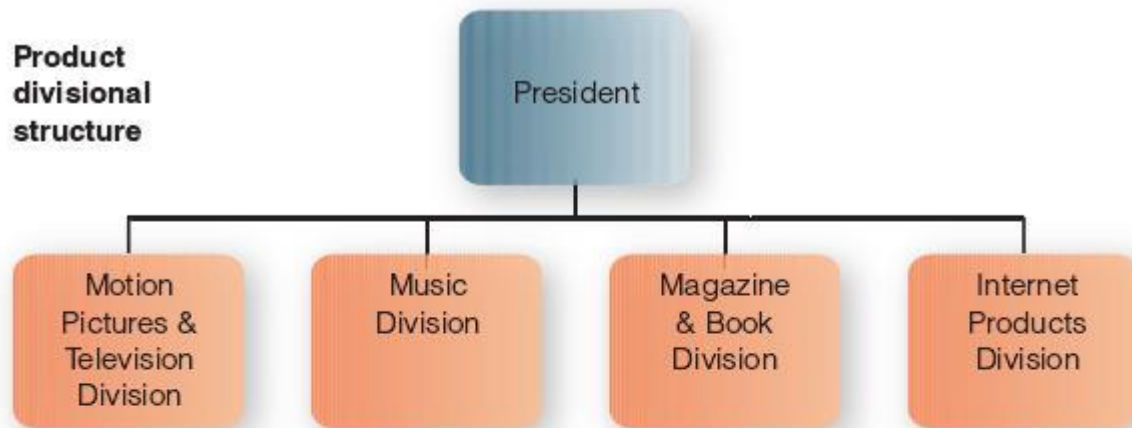 Product
divisional
structure
President
Motion
Pictures &
Television
Division
Music
Division
Magazine
& Book
Division
Internet
Products
Division